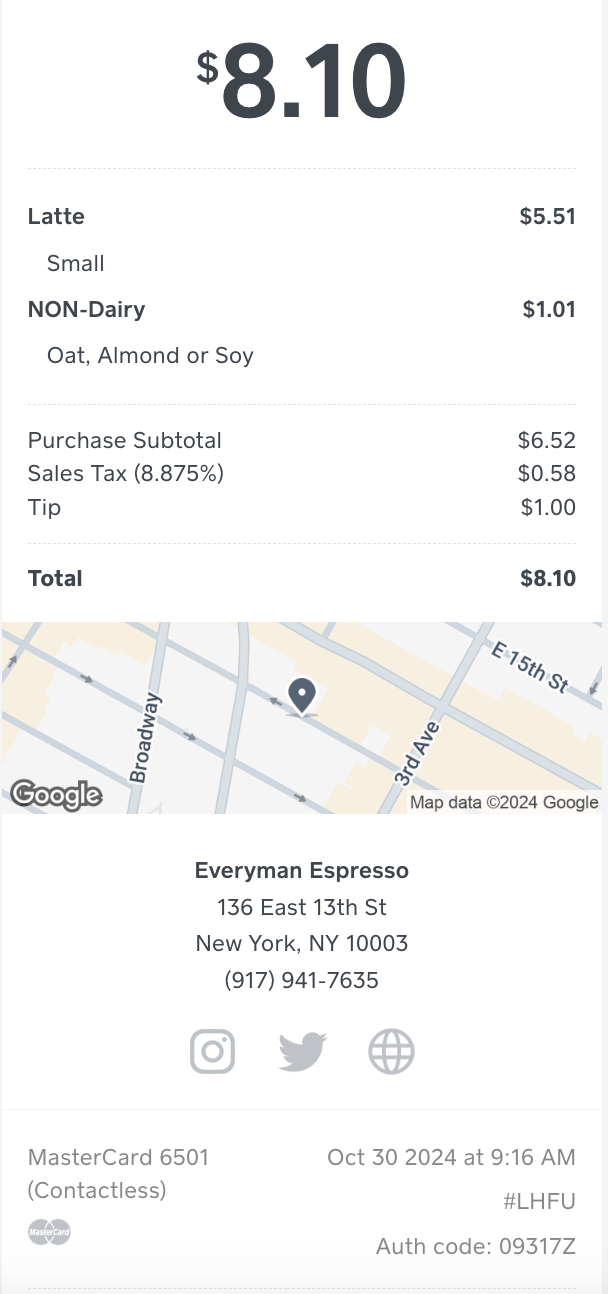 $8.10
Latte $5.51
Small
NON-Dairy $1.01
Oat, Almond or Soy
Purchase Subtotal $6.52
Sales Tax (8.875%) $0.58
Tip $1.00
Total $8.10
E 15th St
Broadway
3rd Ave
Google
Map data ©2024 Google
Everyman Espresso
136 East 13th St
New York, NY 10003
(917) 941-7635
MasterCard 6501 Oct 30 2024 at 9:16 AM
(Contactless)
#LHFU
MasterCard
Auth code: 09317Z